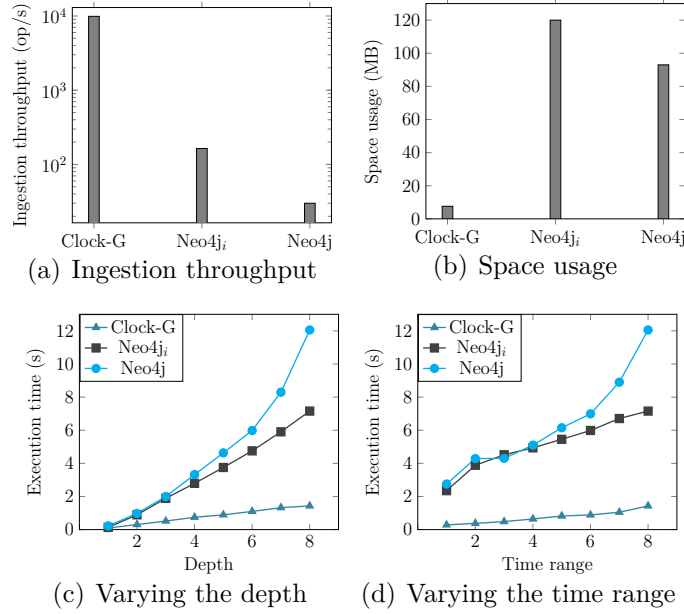 10^4
10^3
10^2
Ingestion throughput (op/s)
Clock-G Neo4j_i Neo4j
(a) Ingestion throughput
120
100
80
60
40
20
0
Space usage (MB)
Clock-G Neo4j_i Neo4j
(b) Space usage
Clock-G
Neo4j_i
Neo4j
12
10
8
6
4
2
0
Execution time (s)
2 4 6 8
Depth
(c) Varying the depth
Clock-G
Neo4j_i
Neo4j
12
10
8
6
4
2
0
Execution time (s)
2 4 6 8
Time range
(d) Varying the time range